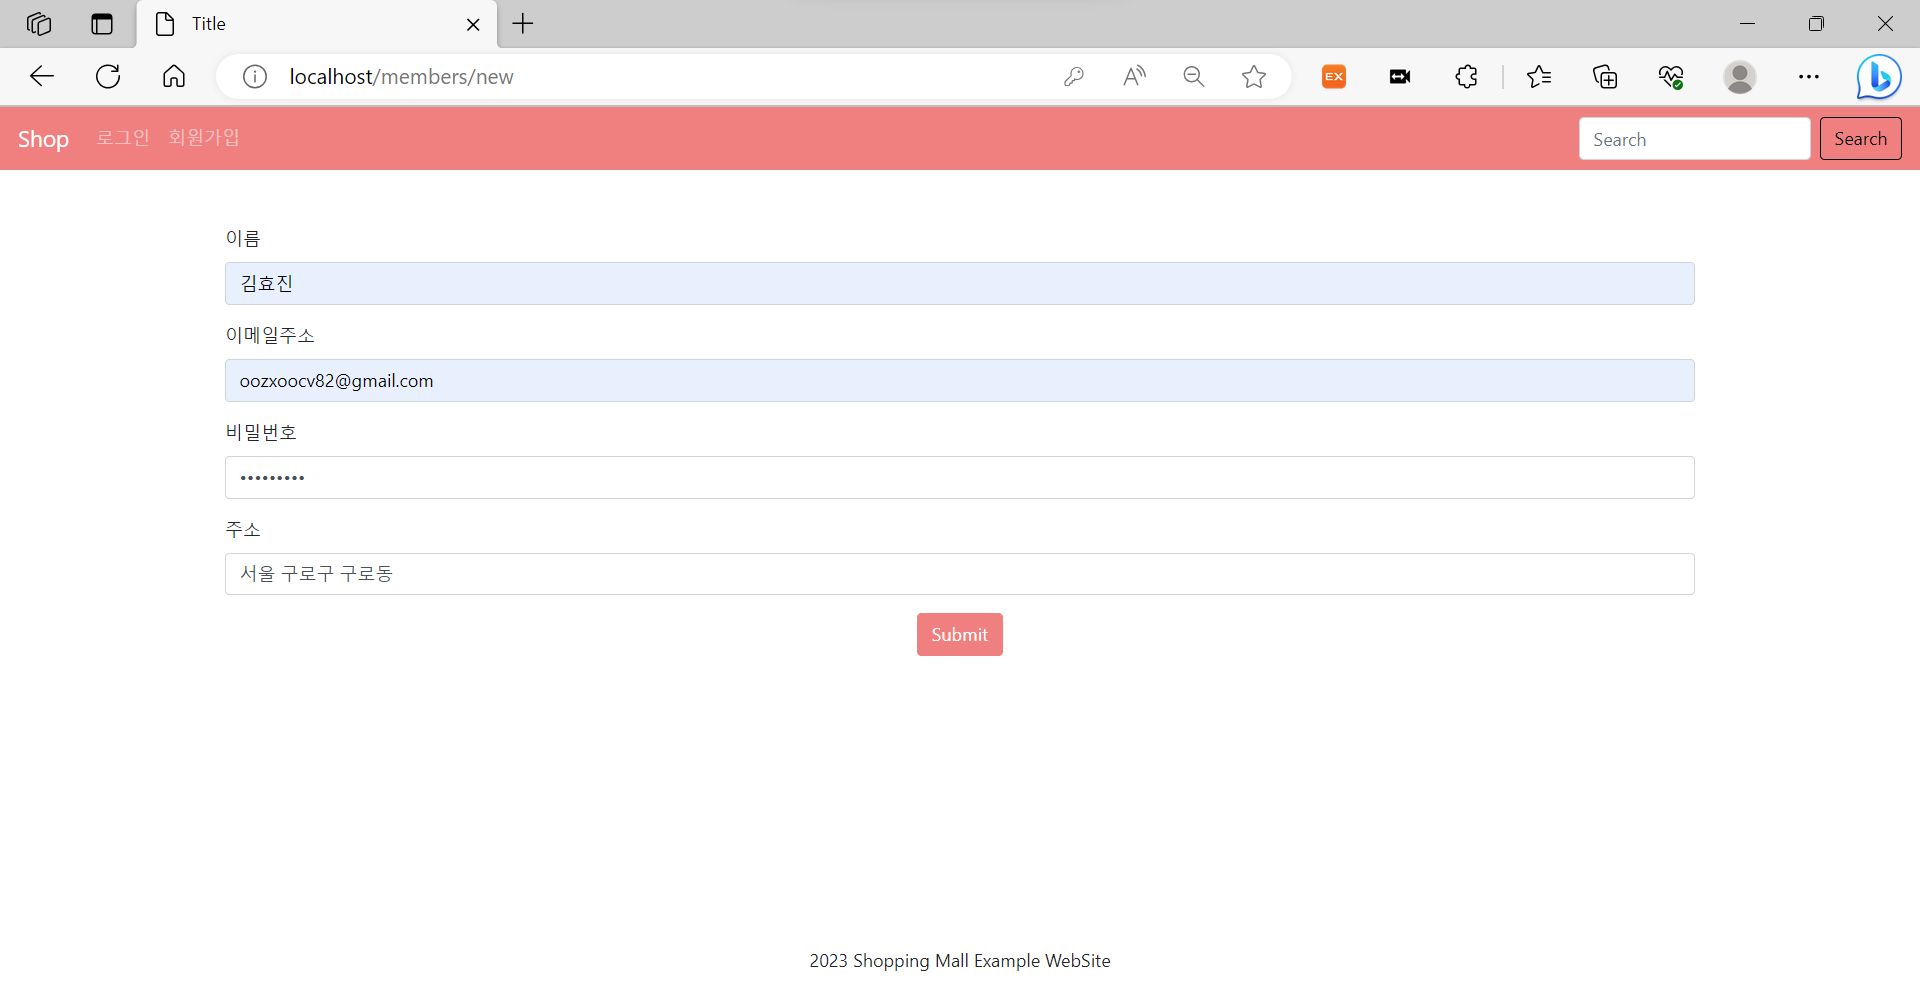 Title
localhost/members/new
EX
Shop 로그인 회원가입 Search Search
이름
김효진
이메일주소
oozxoocv82@gmail.com
비밀번호
•••••••••
주소
서울 구로구 구로동
Submit
2023 Shopping Mall Example WebSite